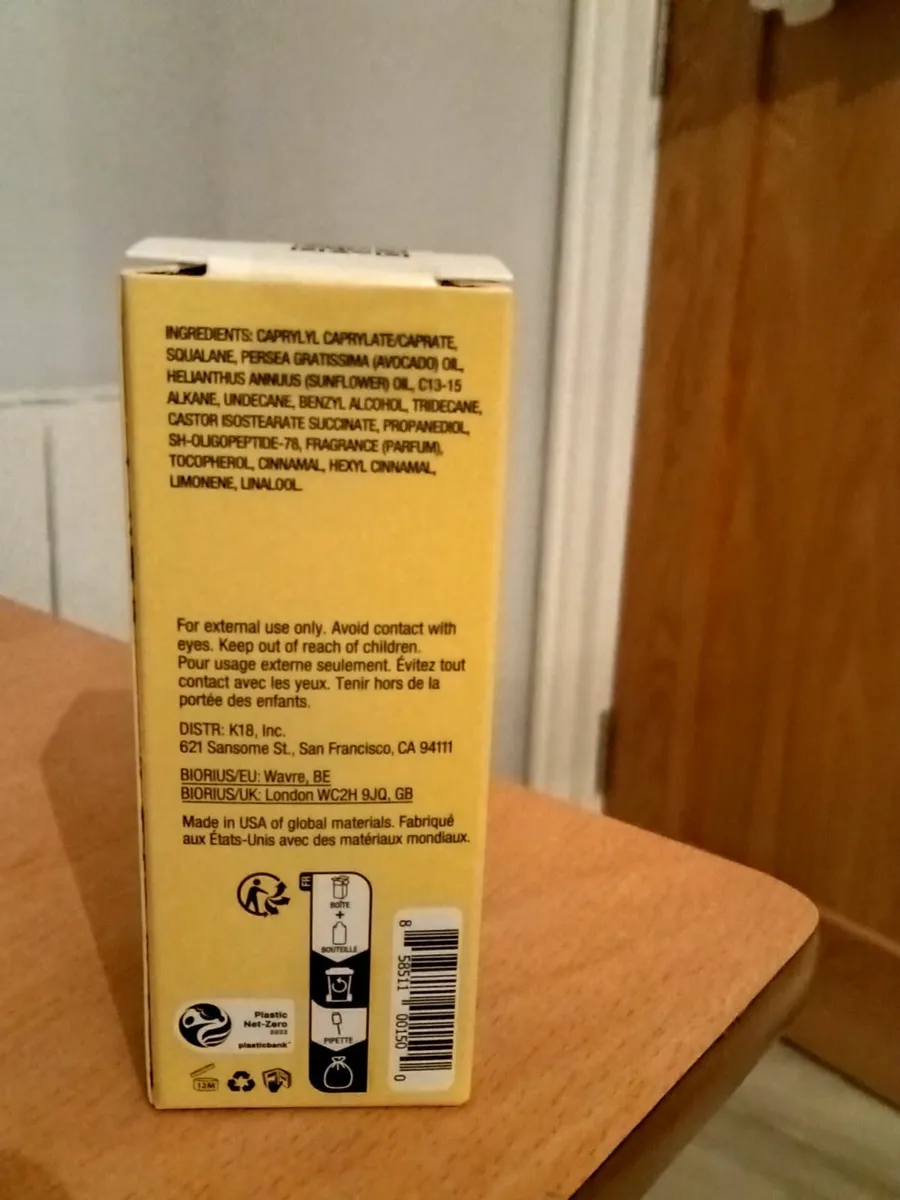 INGREDIENTS: CAPRYLYL CAPRYLATE/CAPRATE,
SQUALANE, PERSEA GRATISSIMA (AVOCADO) OIL,
HELIANTHUS ANNUUS (SUNFLOWER) OIL, C13-15
ALKANE, UNDECANE, BENZYL ALCOHOL, TRIDECANE,
CASTOR ISOSTEARATE SUCCINATE, PROPANEDIOL,
SH-OLIGOPEPTIDE-78, FRAGRANCE (PARFUM),
TOCOPHEROL, CINNAMAL, HEXYL CINNAMAL,
LIMONENE, LINALOOL.
For external use only. Avoid contact with
eyes. Keep out of reach of children.
Pour usage externe seulement. Évitez tout
contact avec les yeux. Tenir hors de la
portée des enfants.
DISTR: K18, Inc.
621 Sansome St., San Francisco, CA 94111
BIORIUS/EU: Wavre, BE
BIORIUS/UK: London WC2H 9JQ, GB
Made in USA of global materials. Fabriqué
aux États-Unis avec des matériaux mondiaux.
FR
BOÎTE
+
BOUTEILLE
PIPETTE
8 58511 00150 0
Plastic
Net-Zero
2022
plasticbank
12M